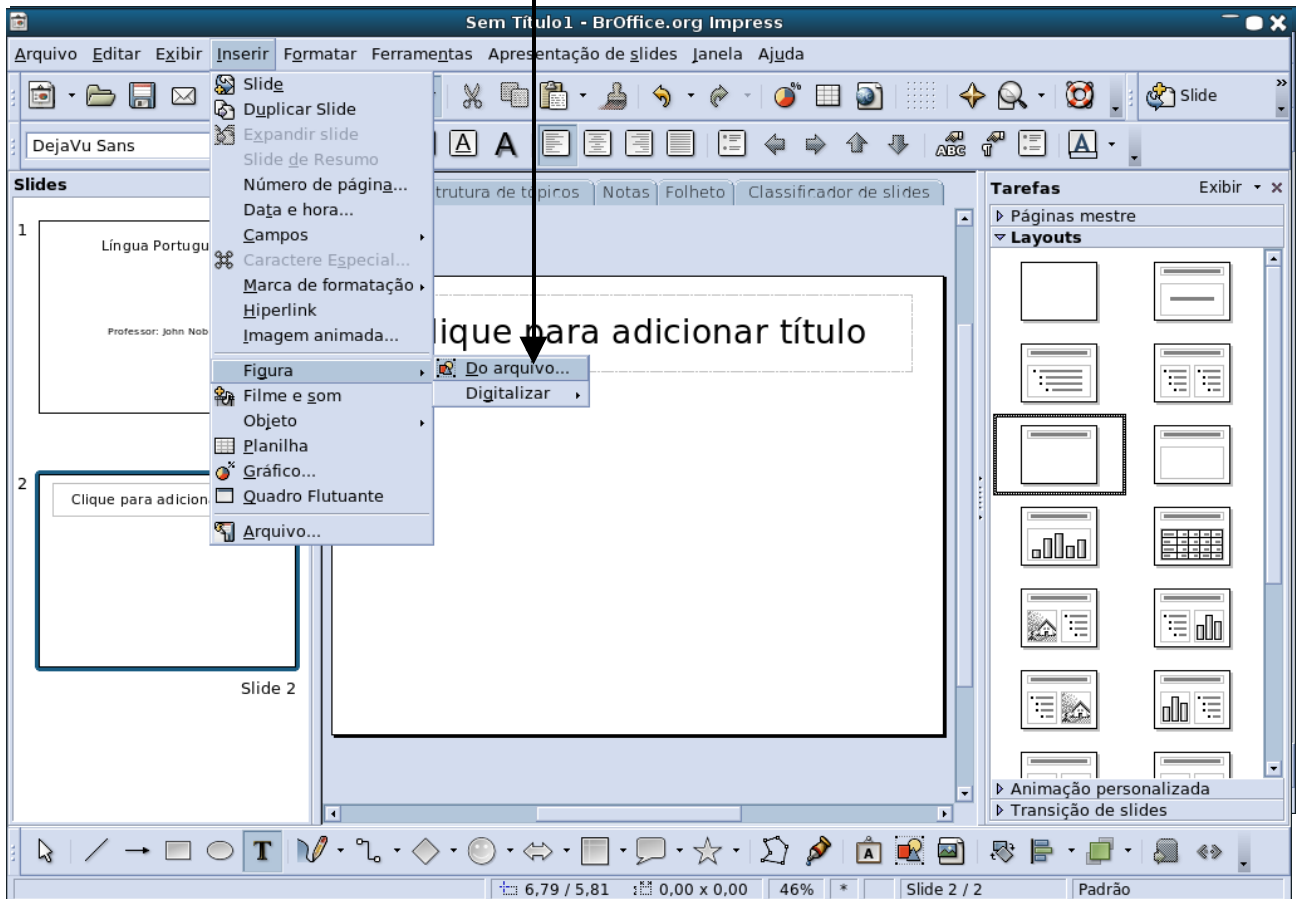 Sem Título1 - BrOffice.org Impress
Arquivo Editar Exibir Inserir Formatar Ferramentas Apresentação de slides Janela Ajuda
Slide
DejaVu Sans
Slide
Duplicar Slide
Expandir slide
Slide de Resumo
Número de página...
Data e hora...
Campos
Caractere Especial...
Marca de formatação
Hiperlink
Imagem animada...
Figura
Filme e som
Objeto
Planilha
Gráfico...
Quadro Flutuante
Arquivo...
Do arquivo...
Digitalizar
Slides
1
Língua Portugu
Professor: John Nob
2
Clique para adicion
Slide 2
trutura de tópicos Notas Folheto Classificador de slides
lique para adicionar título
Tarefas Exibir
Páginas mestre
Layouts
Animação personalizada
Transição de slides
6,79 / 5,81 0,00 x 0,00 46% * Slide 2 / 2 Padrão